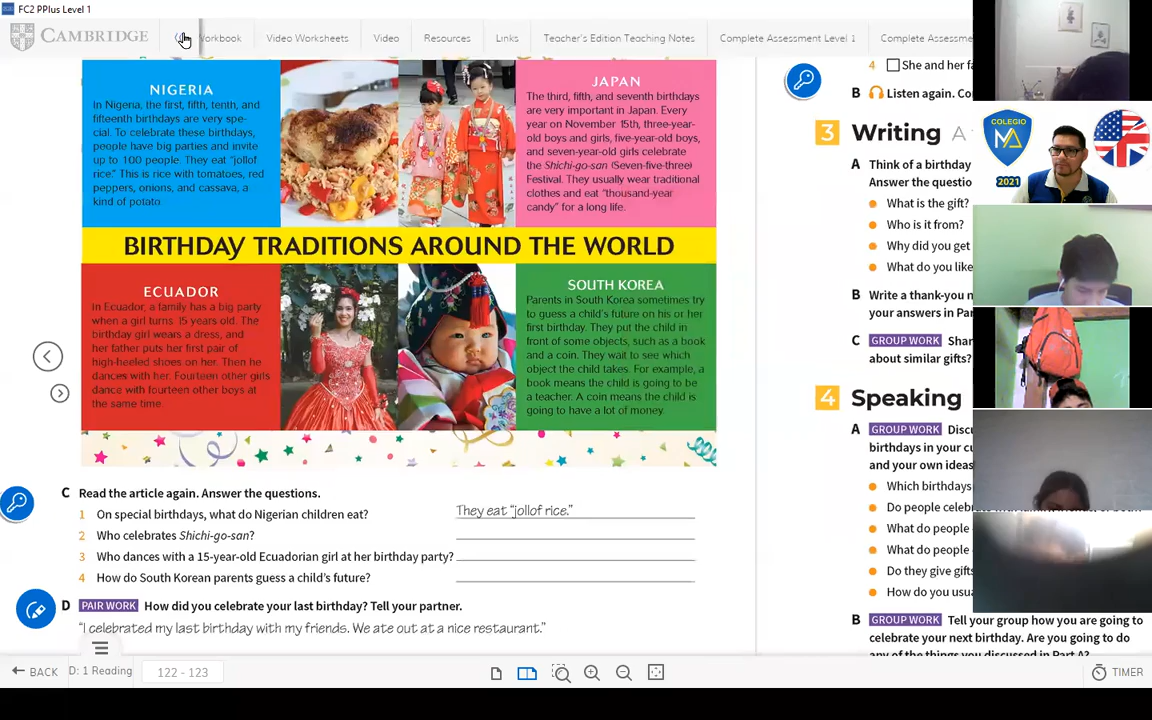 FC2 PPlus Level 1
CAMBRIDGE
Workbook
Video Worksheets
Video
Resources
Links
Teacher's Edition Teaching Notes
Complete Assessment Level 1
Complete Assessme
NIGERIA
In Nigeria, the first, fifth, tenth, and
fifteenth birthdays are very spe-
cial. To celebrate these birthdays,
people have big parties and invite
up to 100 people. They eat "jollof
rice." This is rice with tomatoes, red
peppers, onions, and cassava, a
kind of potato.
JAPAN
The third, fifth, and seventh birthdays
are very important in Japan. Every
year on November 15th, three-year-
old boys and girls, five-year-old boys,
and seven-year-old girls celebrate
the Shichi-go-san (Seven-five-three)
Festival. They usually wear traditional
clothes and eat "thousand-year
candy" for a long life.
BIRTHDAY TRADITIONS AROUND THE WORLD
ECUADOR
In Ecuador, a family has a big party
when a girl turns 15 years old. The
birthday girl wears a dress, and
her father puts her first pair of
high-heeled shoes on her. Then he
dances with her. Fourteen other girls
dance with fourteen other boys at
the same time.
SOUTH KOREA
Parents in South Korea sometimes try
to guess a child's future on his or her
first birthday. They put the child in
front of some objects, such as a book
and a coin. They wait to see which
object the child takes. For example, a
book means the child is going to be
a teacher. A coin means the child is
going to have a lot of money.
C Read the article again. Answer the questions.
1 On special birthdays, what do Nigerian children eat? They eat "jollof rice."
2 Who celebrates Shichi-go-san?
3 Who dances with a 15-year-old Ecuadorian girl at her birthday party?
4 How do South Korean parents guess a child's future?
D PAIR WORK How did you celebrate your last birthday? Tell your partner.
"I celebrated my last birthday with my friends. We ate out at a nice restaurant."
4 She and her fa
B Listen again. Co
3 Writing A
A Think of a birthday
Answer the questio
What is the gift?
Who is it from?
Why did you get
What do you like
B Write a thank-you n
your answers in Par
C GROUP WORK Shar
about similar gifts?
4 Speaking
A GROUP WORK Discu
birthdays in your cu
and your own ideas
Which birthdays
Do people celebr
What do people
What do people
Do they give gifts
How do you usu
B GROUP WORK Tell your group how you are going to
celebrate your next birthday. Are you going to do
any of the things you discussed in Part A?
COLEGIO
MA
2021
BACK
D: 1 Reading
122 - 123
TIMER